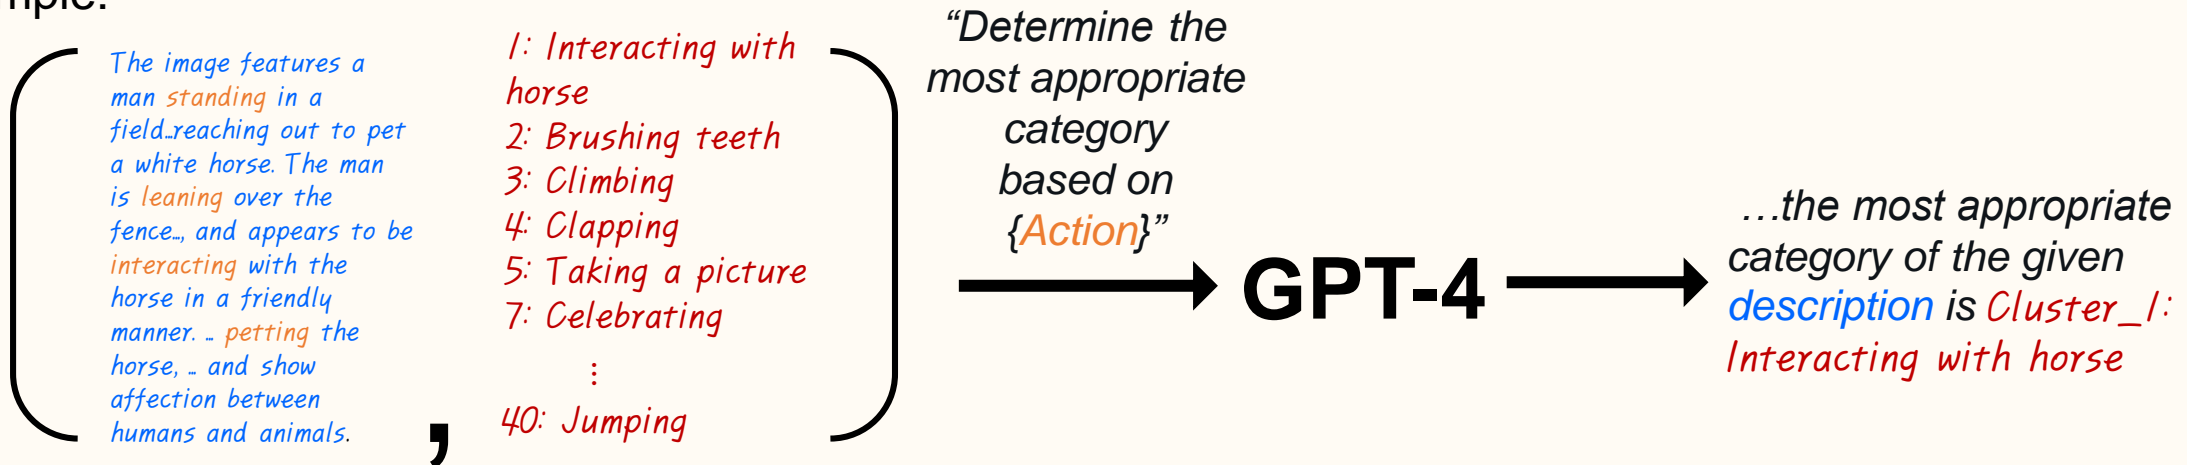 The image features a
man standing in a
field…reaching out to pet
a white horse. The man
is leaning over the
fence…, and appears to be
interacting with the
horse in a friendly
manner. … petting the
horse, … and show
affection between
humans and animals.
,
1: Interacting with
horse
2: Brushing teeth
3: Climbing
4: Clapping
5: Taking a picture
7: Celebrating
⋮
40: Jumping
“Determine the
most appropriate
category
based on
{Action}”
GPT-4
…the most appropriate
category of the given
description is Cluster_1:
Interacting with horse